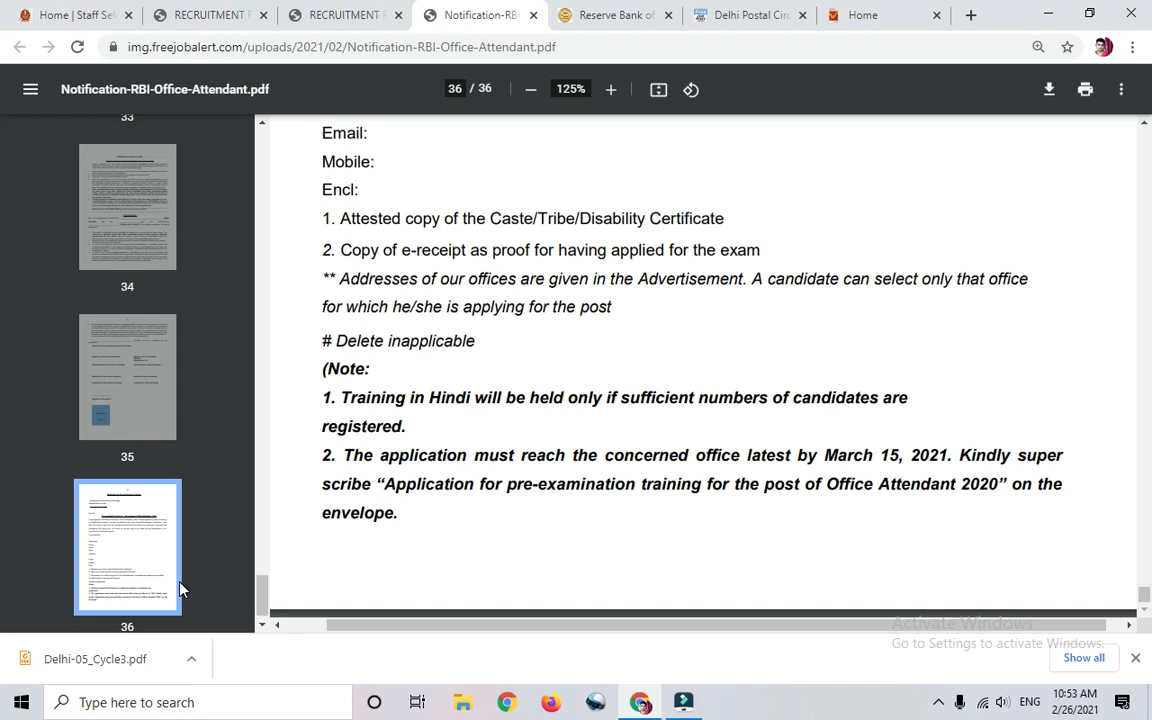 Home | Staff Sel
RECRUITMENT F
RECRUITMENT F
Notification-RBI-
Reserve Bank of
Delhi Postal Circ
Home
img.freejobalert.com/uploads/2021/02/Notification-RBI-Office-Attendant.pdf
Notification-RBI-Office-Attendant.pdf
36 / 36
125%
33
34
35
36
Email:
Mobile:
Encl:
1. Attested copy of the Caste/Tribe/Disability Certificate
2. Copy of e-receipt as proof for having applied for the exam
** Addresses of our offices are given in the Advertisement. A candidate can select only that office
for which he/she is applying for the post
# Delete inapplicable
(Note:
1. Training in Hindi will be held only if sufficient numbers of candidates are
registered.
2. The application must reach the concerned office latest by March 15, 2021. Kindly super
scribe “Application for pre-examination training for the post of Office Attendant 2020” on the
envelope.
Activate Windows
Go to Settings to activate Windows.
Delhi-05_Cycle3.pdf
Show all
Type here to search
ENG
10:53 AM
2/26/2021